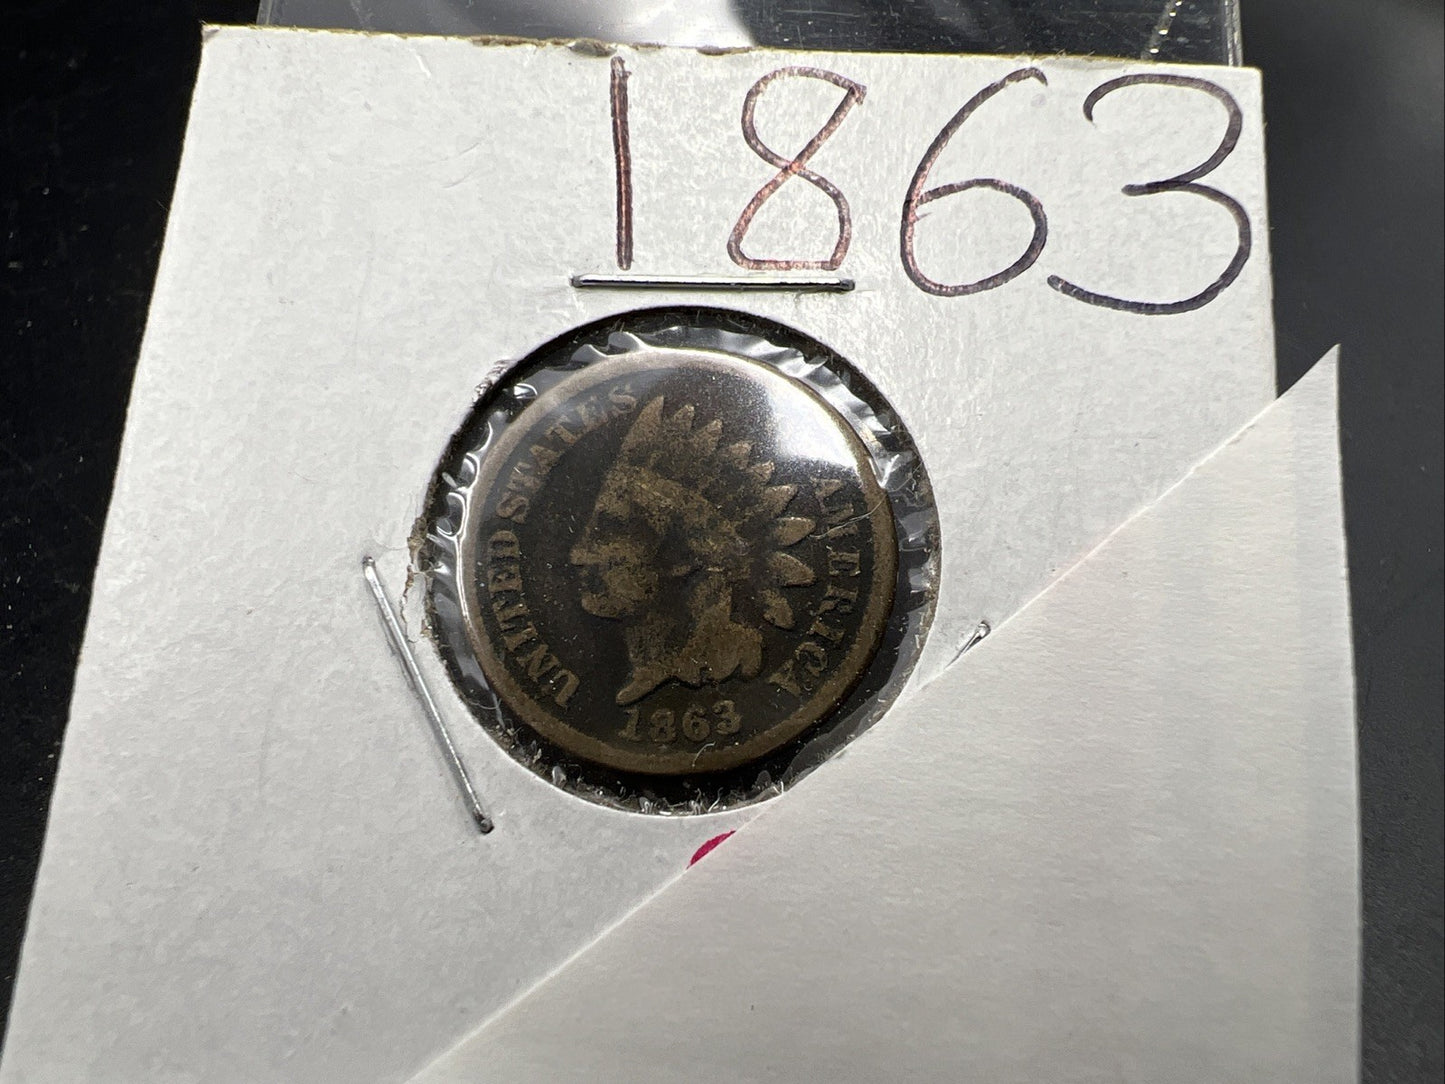 1863
UNITED STATES
AMERICA
1863